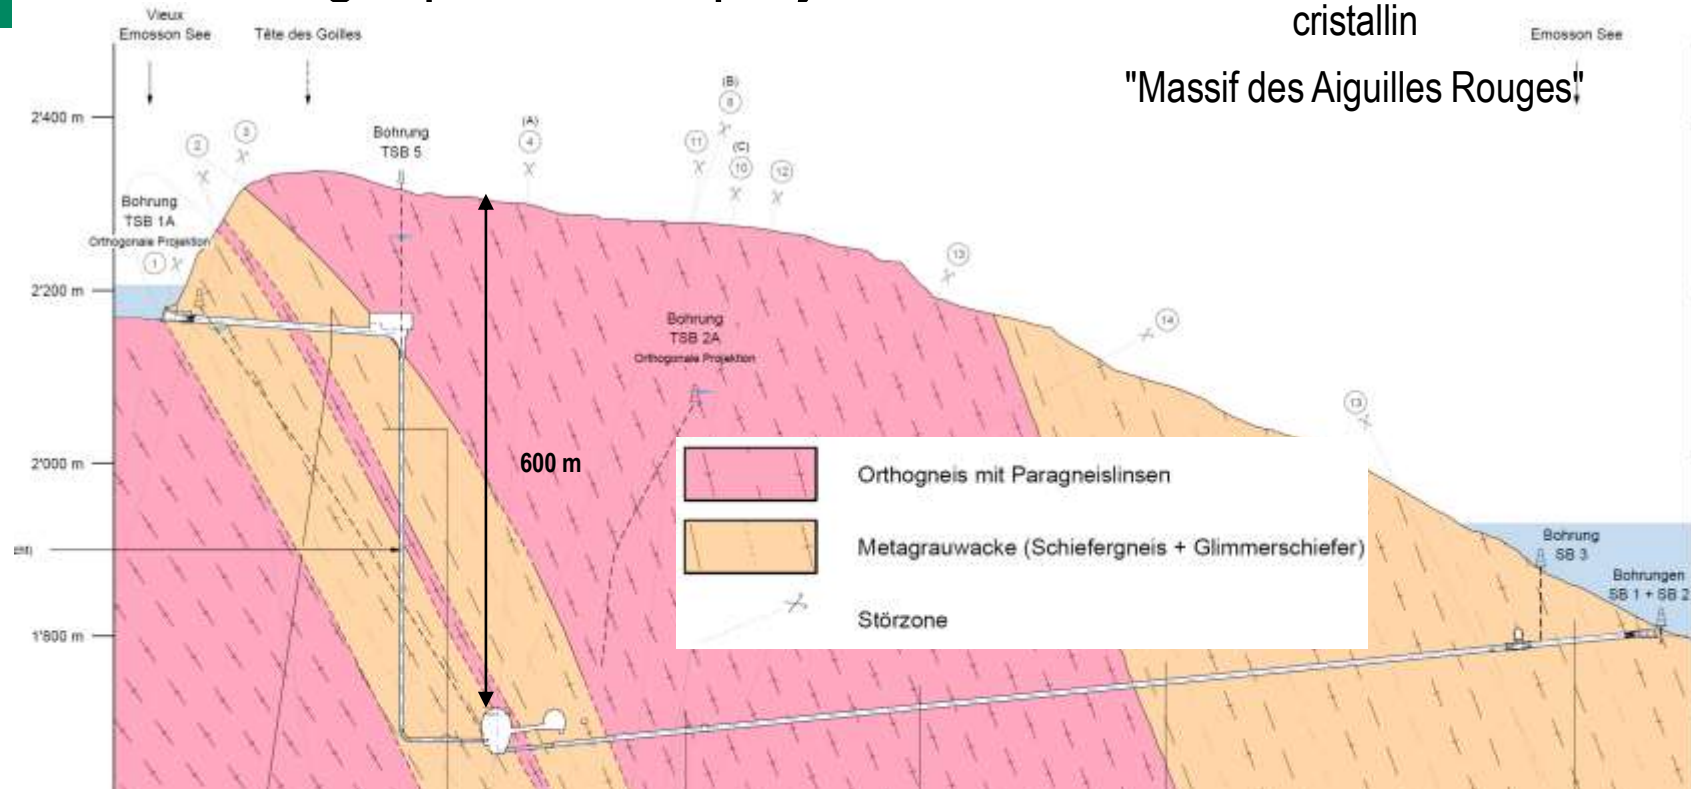 cristallin
"Massif des Aiguilles Rouges"
Vieux
Emosson See
Tête des Goilles
Emosson See
2'400 m
2'200 m
2'000 m
1'800 m
2
3
Bohrung
TSB 5
(A)
4
(B)
8
11
(C)
10
12
Bohrung
TSB 1A
Orthogonale Projektion
1
13
14
13
Bohrung
TSB 2A
Orthogonale Projektion
600 m
Orthogneis mit Paragneislinsen
Metagrauwacke (Schiefergneis + Glimmerschiefer)
Störzone
Bohrung
SB 3
Bohrungen
SB 1 + SB 2